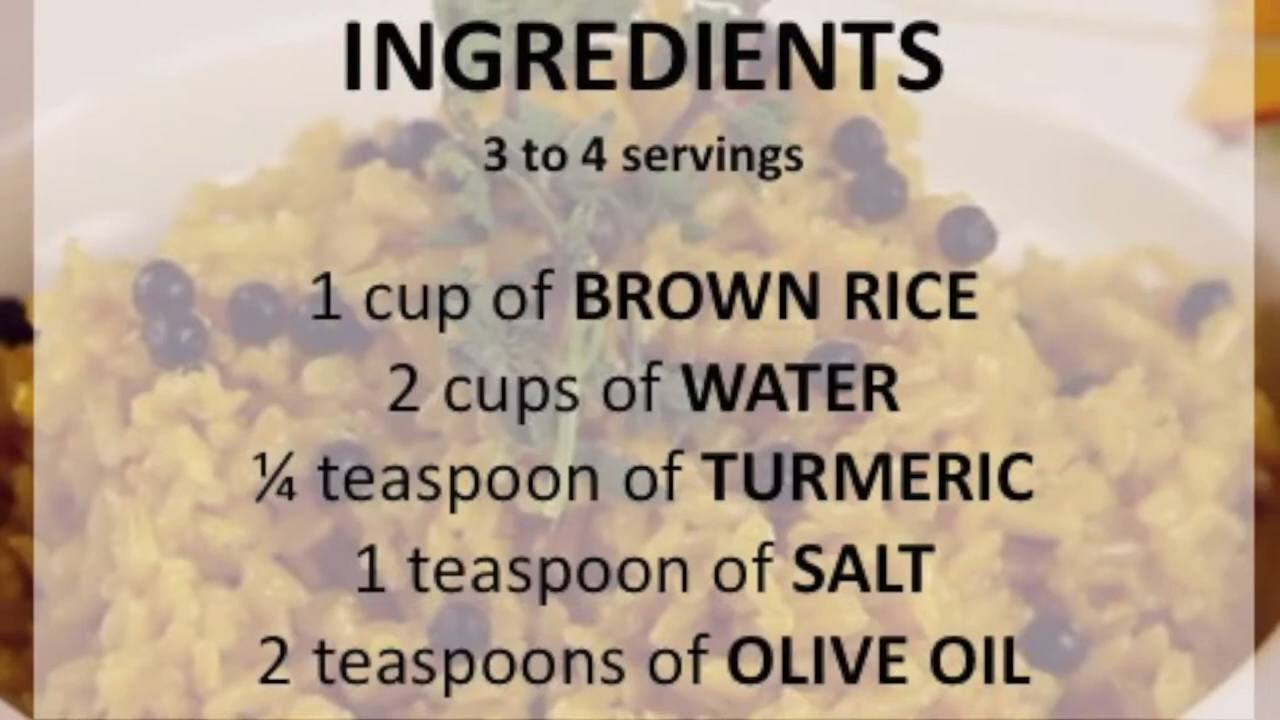 INGREDIENTS
3 to 4 servings
1 cup of BROWN RICE
2 cups of WATER
¼ teaspoon of TURMERIC
1 teaspoon of SALT
2 teaspoons of OLIVE OIL